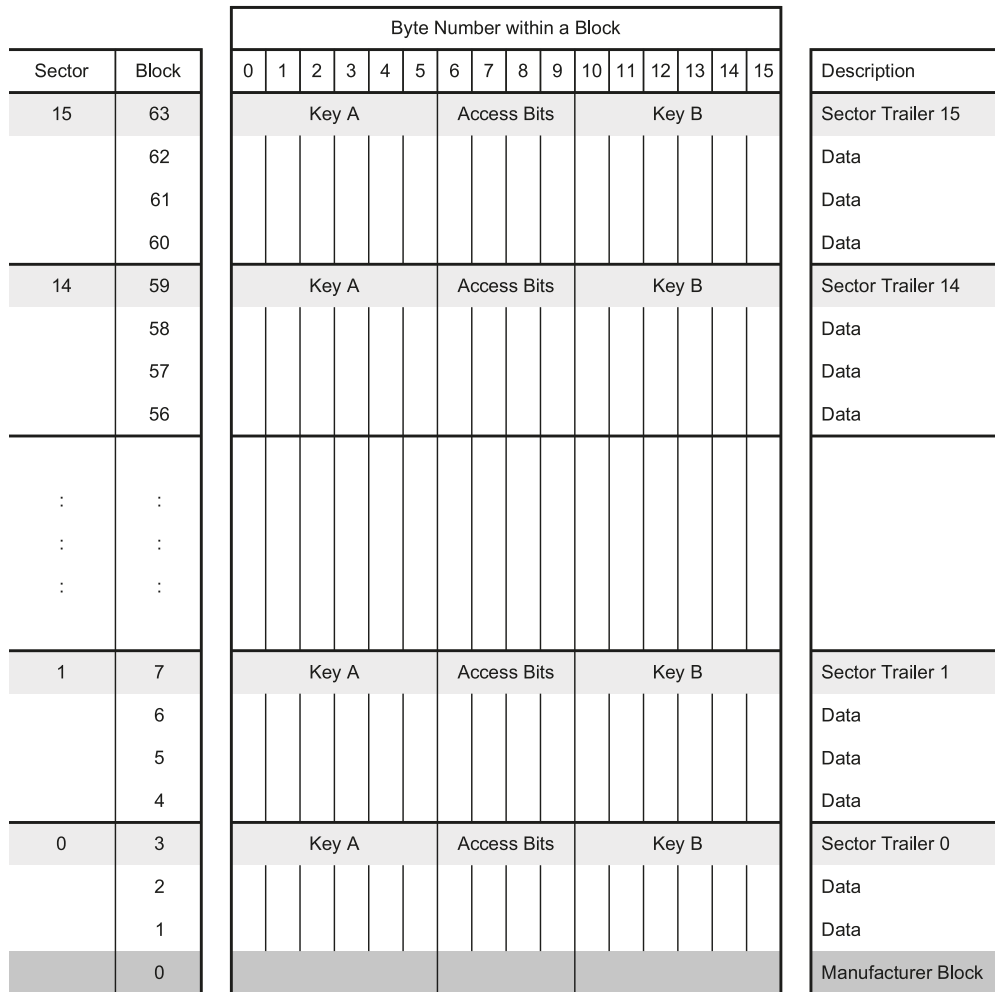 Byte Number within a Block
Sector Block 0 1 2 3 4 5 6 7 8 9 10 11 12 13 14 15 Description
15 63 Key A Access Bits Key B Sector Trailer 15
62 Data
61 Data
60 Data
14 59 Key A Access Bits Key B Sector Trailer 14
58 Data
57 Data
56 Data
: :
: :
: :
1 7 Key A Access Bits Key B Sector Trailer 1
6 Data
5 Data
4 Data
0 3 Key A Access Bits Key B Sector Trailer 0
2 Data
1 Data
0 Manufacturer Block